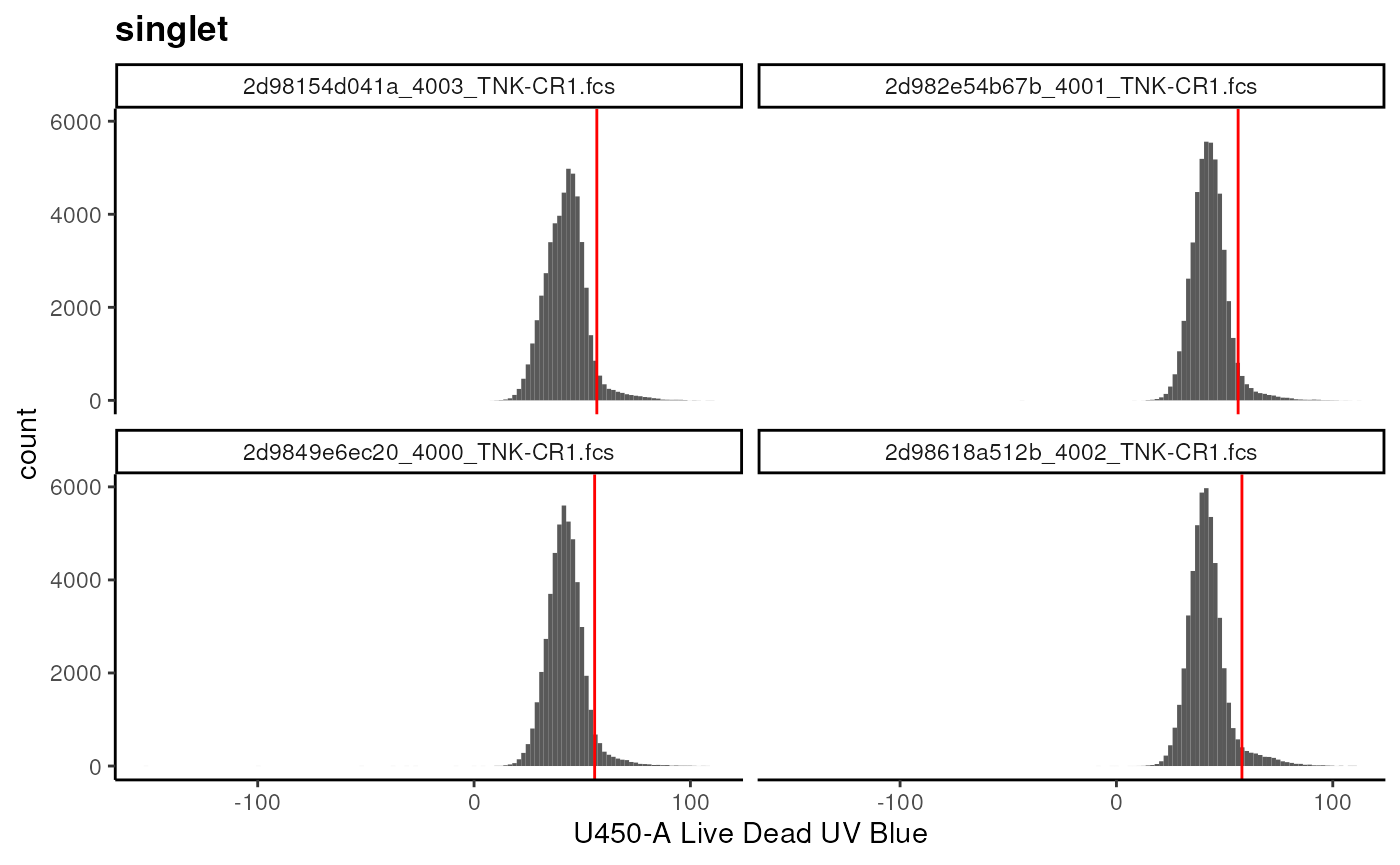 singlet
2d98154d041a_4003_TNK-CR1.fcs
2d982e54b67b_4001_TNK-CR1.fcs
6000
4000
2000
0
count
2d9849e6ec20_4000_TNK-CR1.fcs
2d98618a512b_4002_TNK-CR1.fcs
6000
4000
2000
0
-100 0 100
-100 0 100
U450-A Live Dead UV Blue